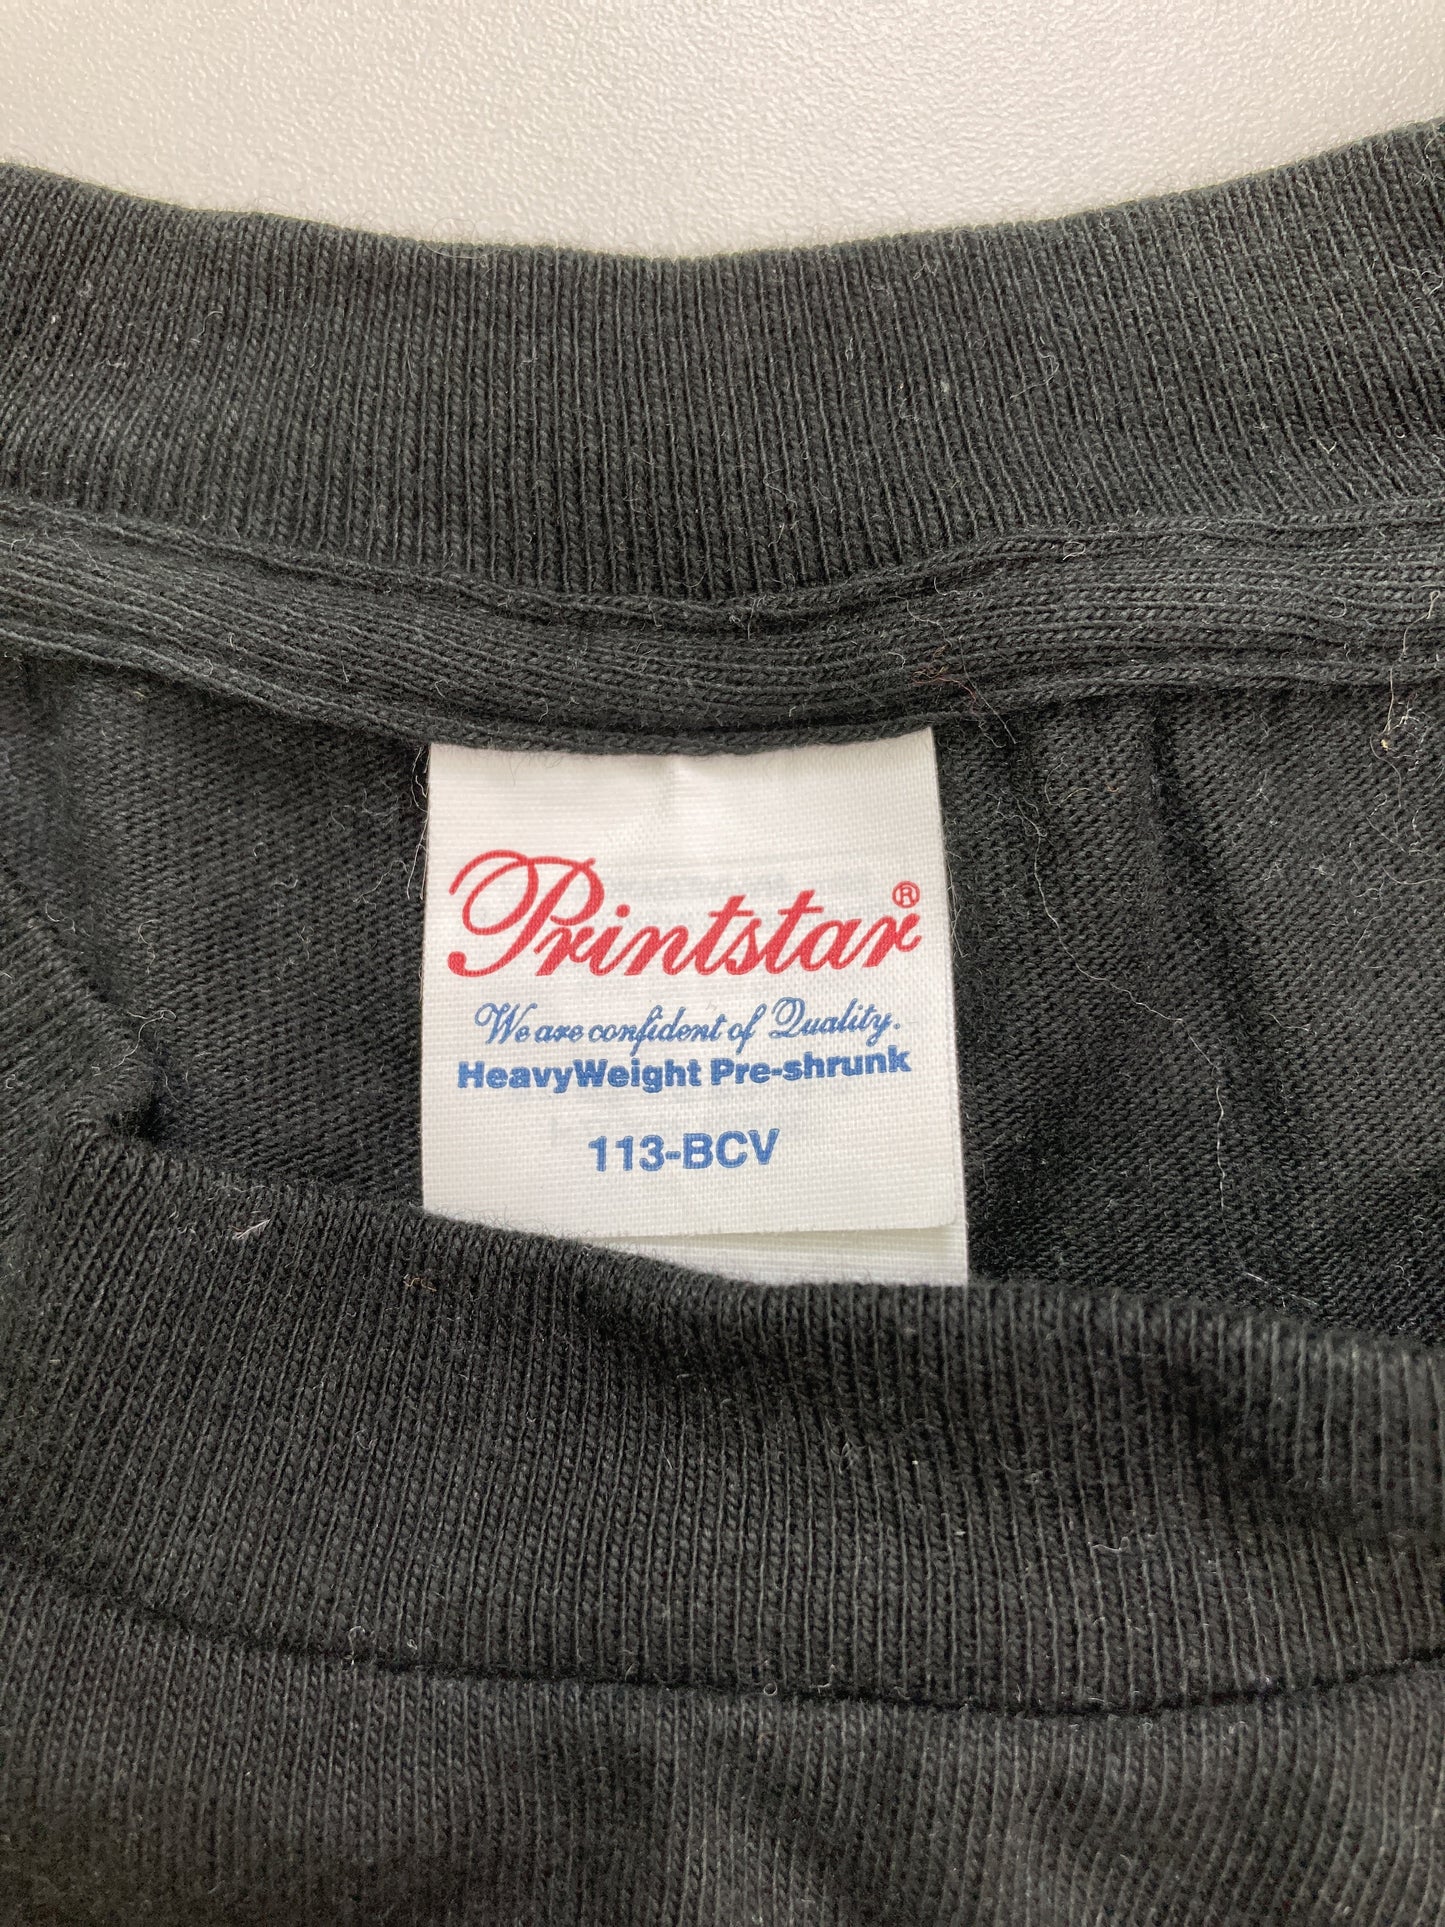 Printstar®
We are confident of Quality.
HeavyWeight Pre-shrunk
113-BCV